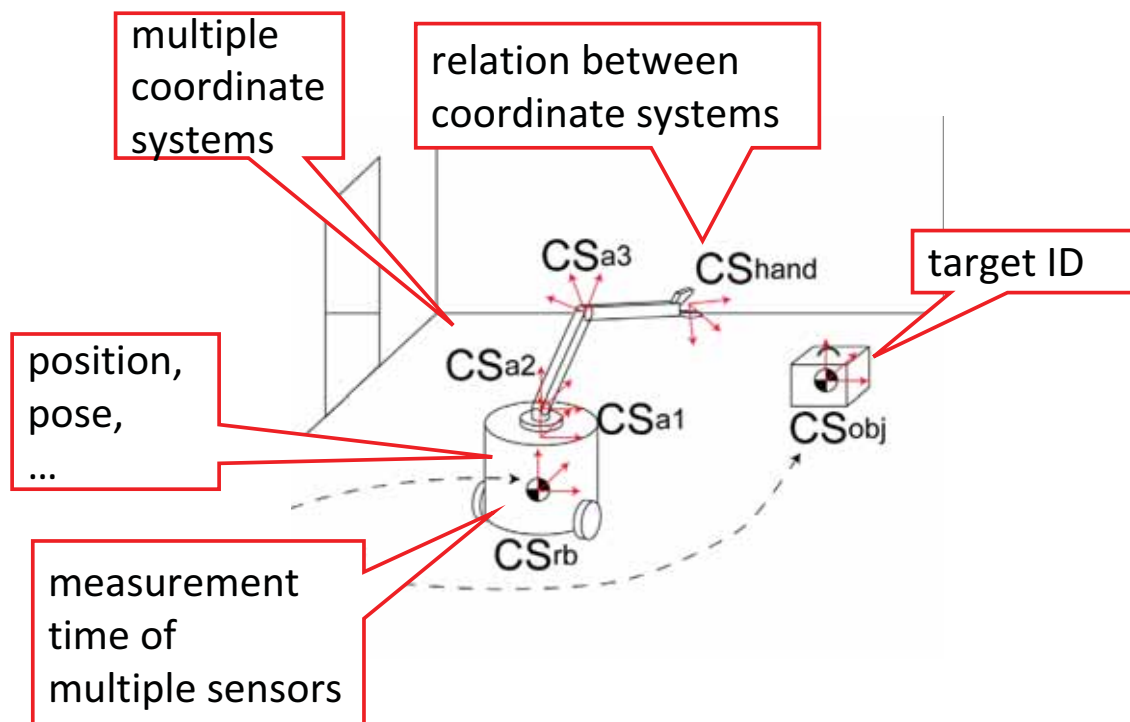 multiple
coordinate
systems
relation between
coordinate systems
CSa3
CShand
target ID
position,
pose,
...
CSa2
CSa1
CSobj
CSrb
measurement
time of
multiple sensors